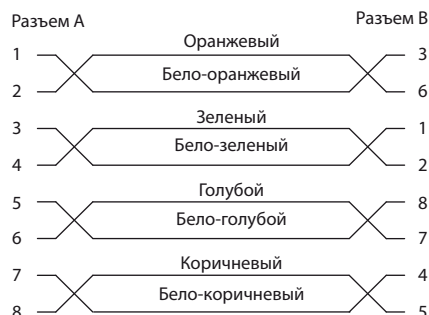 Разъем А Разъем В
Оранжевый
1 3
Бело-оранжевый
2 6
Зеленый
3 1
Бело-зеленый
4 2
Голубой
5 8
Бело-голубой
6 7
Коричневый
7 4
Бело-коричневый
8 5